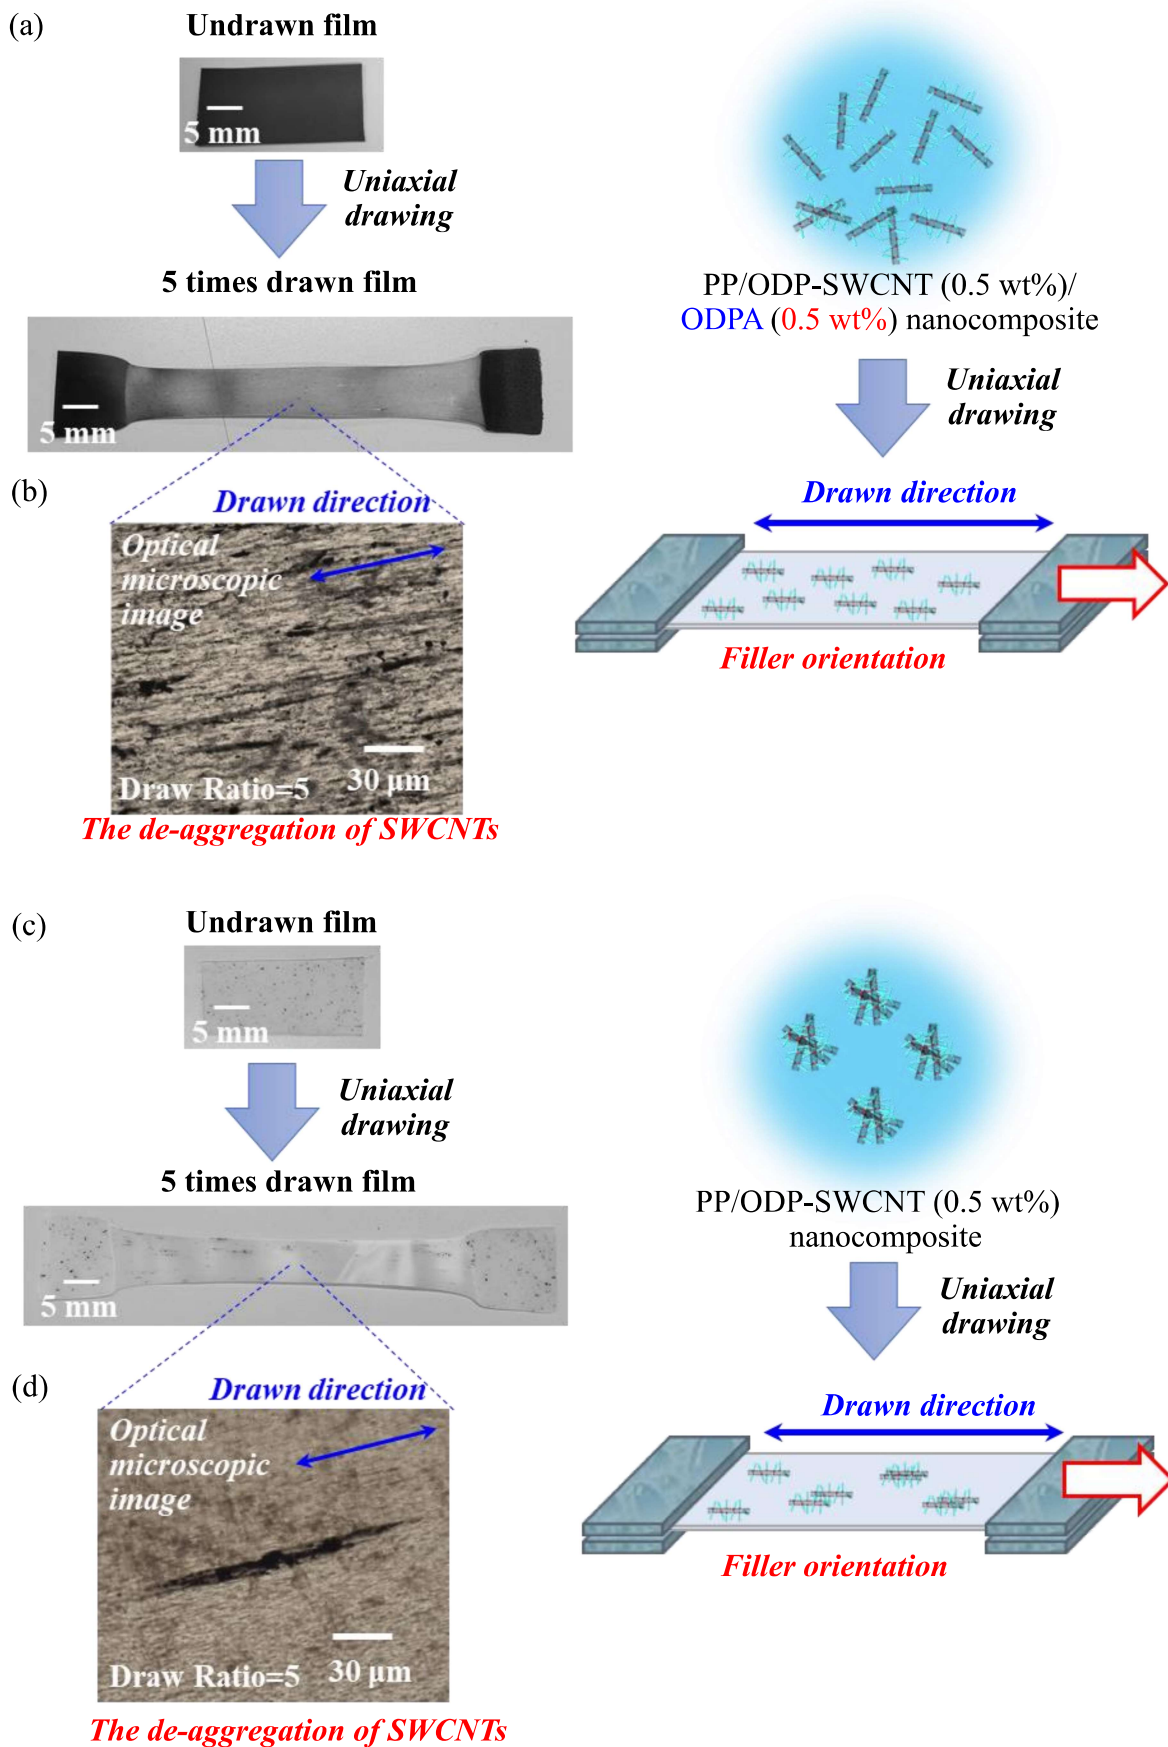 (a)
Undrawn film
5 mm
Uniaxial
drawing
5 times drawn film
5 mm
PP/ODP-SWCNT (0.5 wt%)/
ODPA (0.5 wt%) nanocomposite
Uniaxial
drawing
(b)
Drawn direction
Optical
microscopic
image
30 μm
Draw Ratio=5
The de-aggregation of SWCNTs
Drawn direction
Filler orientation
(c)
Undrawn film
5 mm
Uniaxial
drawing
5 times drawn film
5 mm
PP/ODP-SWCNT (0.5 wt%)
nanocomposite
Uniaxial
drawing
(d)
Drawn direction
Optical
microscopic
image
30 μm
Draw Ratio=5
The de-aggregation of SWCNTs
Drawn direction
Filler orientation